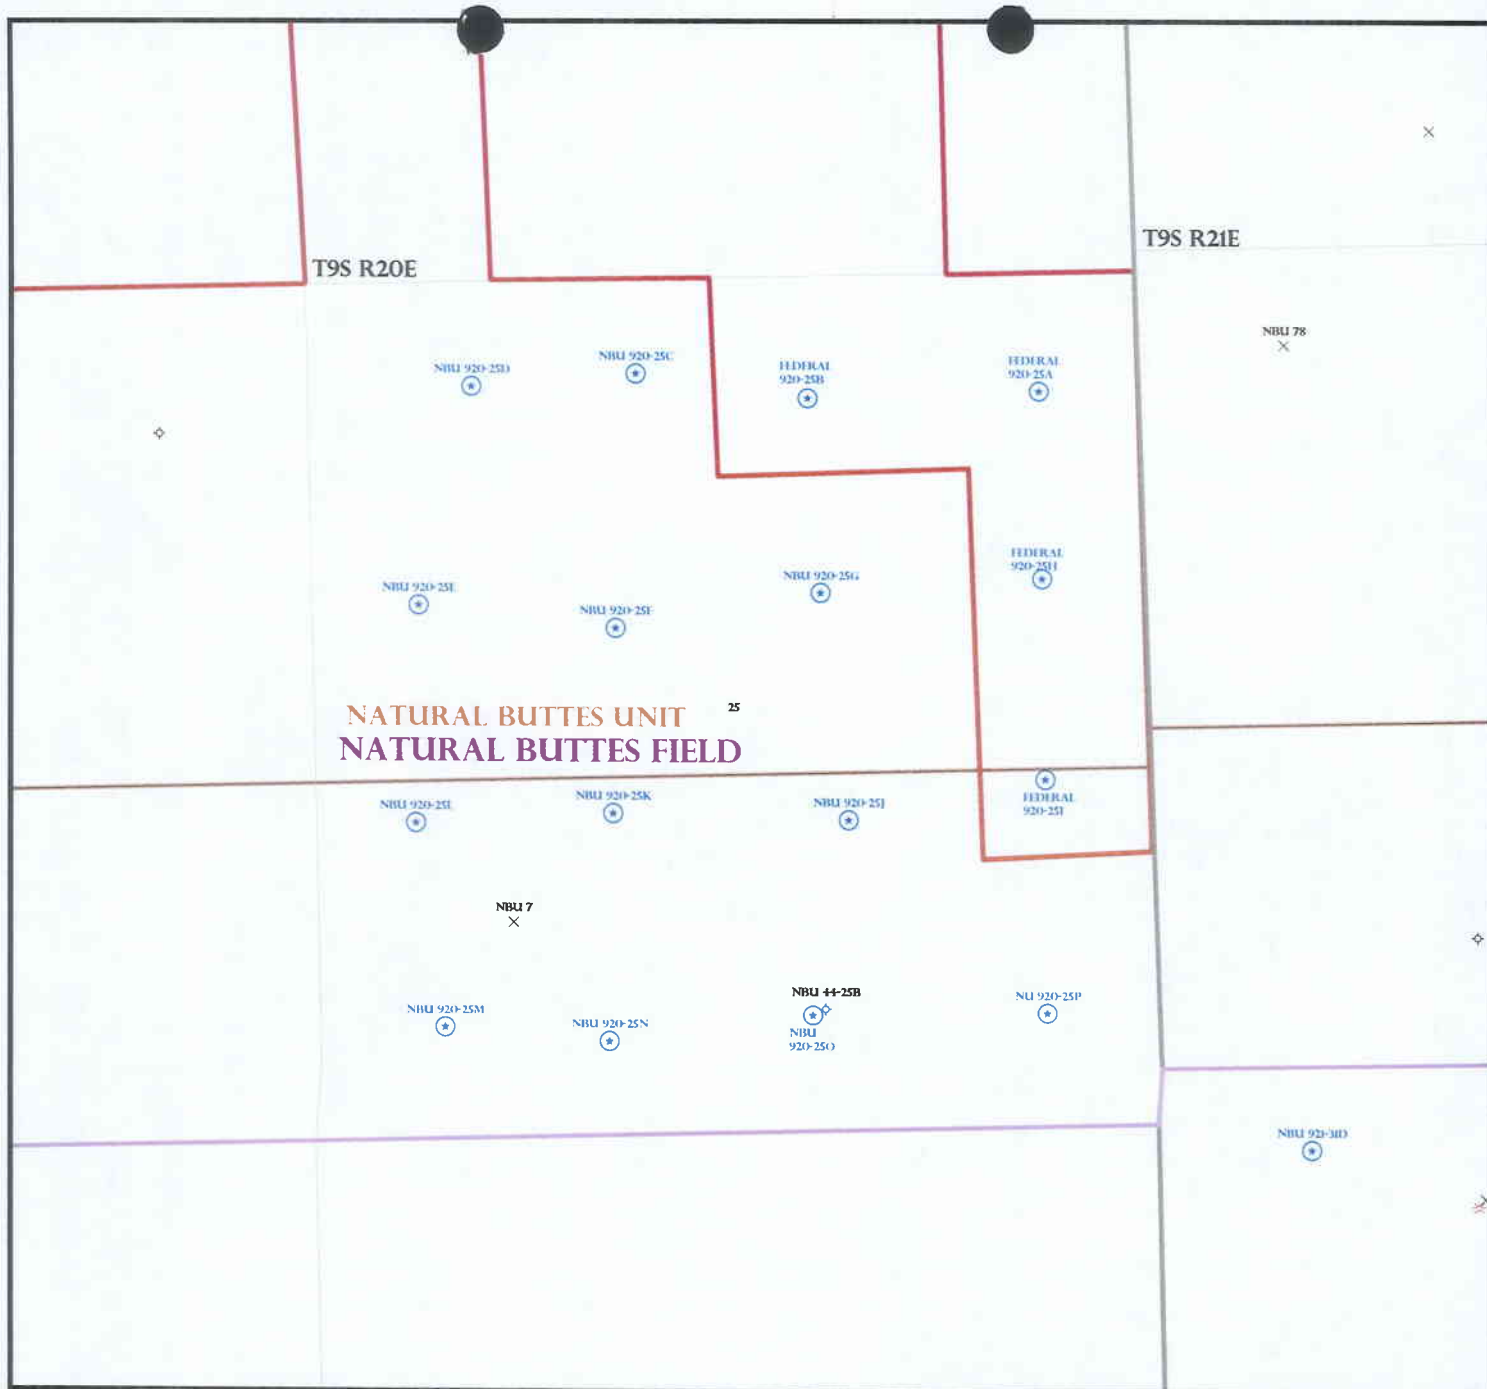 T9S R21E
T9S R20E
NBU 78
NBU 920-25D
NBU 920-25C
FEDERAL
920-25B
FEDERAL
920-25A
FEDERAL
920-25H
NBU 920-25E
NBU 920-25F
NBU 920-25G
NATURAL BUTTES UNIT
25
NATURAL BUTTES FIELD
NBU 920-25L
NBU 920-25K
NBU 920-25J
FEDERAL
920-25I
NBU 7
NBU 44-25B
NBU 920-25M
NBU 920-25N
NBU
920-25O
NU 920-25P
NBU 921-31D